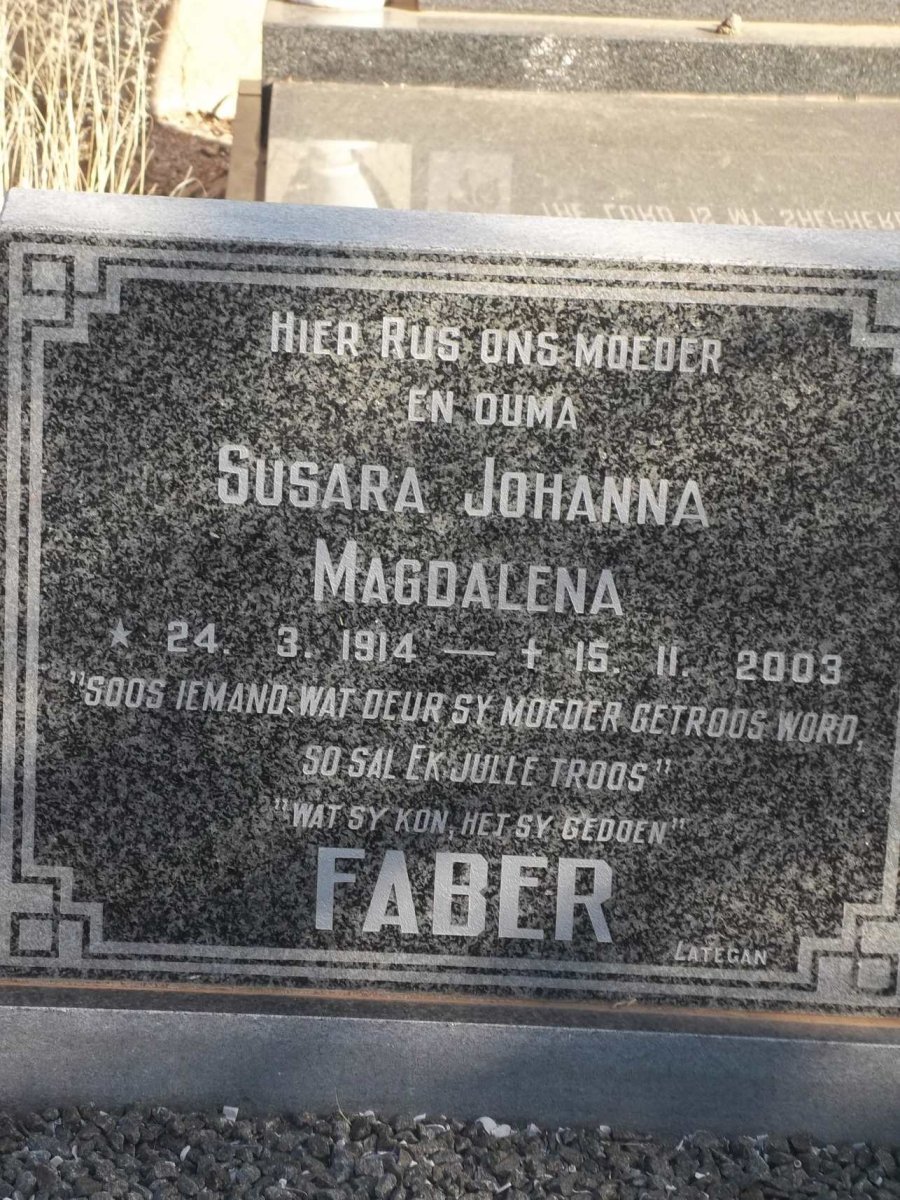 THE LORD IS MY SHEPHERD
HIER RUS ONS MOEDER
EN OUMA
SUSARA JOHANNA
MAGDALENA
★ 24. 3. 1914 — † 15. 11. 2003
"SOOS IEMAND WAT DEUR SY MOEDER GETROOS WORD,
SO SAL EK JULLE TROOS"
"WAT SY KON, HET SY GEDOEN"
FABER
LATEGAN